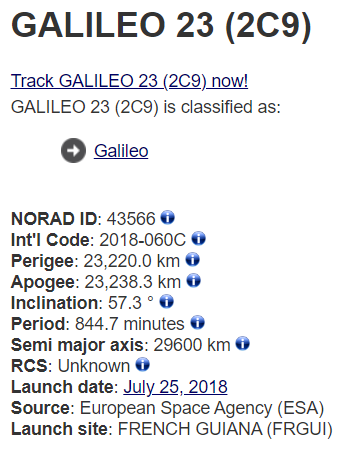 GALILEO 23 (2C9)
Track GALILEO 23 (2C9) now!
GALILEO 23 (2C9) is classified as:
Galileo
NORAD ID: 43566
Int'l Code: 2018-060C
Perigee: 23,220.0 km
Apogee: 23,238.3 km
Inclination: 57.3 °
Period: 844.7 minutes
Semi major axis: 29600 km
RCS: Unknown
Launch date: July 25, 2018
Source: European Space Agency (ESA)
Launch site: FRENCH GUIANA (FRGUI)